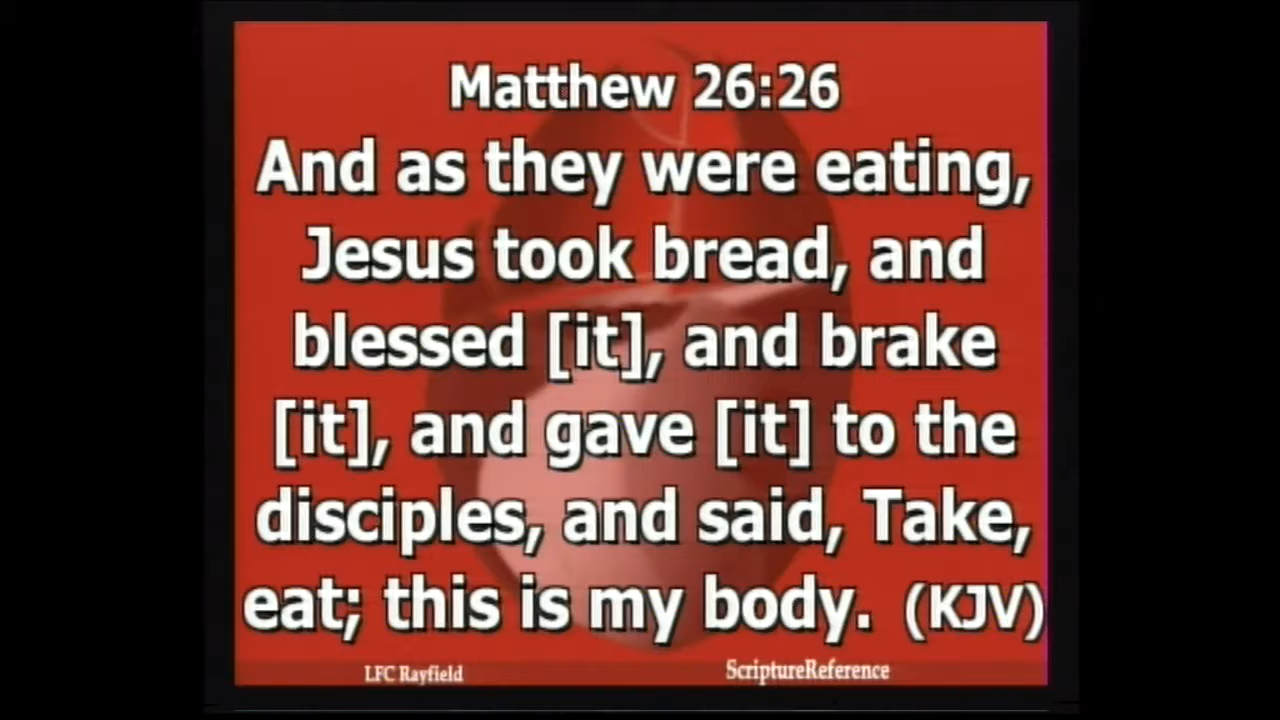 Matthew 26:26
And as they were eating,
Jesus took bread, and
blessed [it], and brake
[it], and gave [it] to the
disciples, and said, Take,
eat; this is my body. (KJV)
LFC Rayfield
ScriptureReference